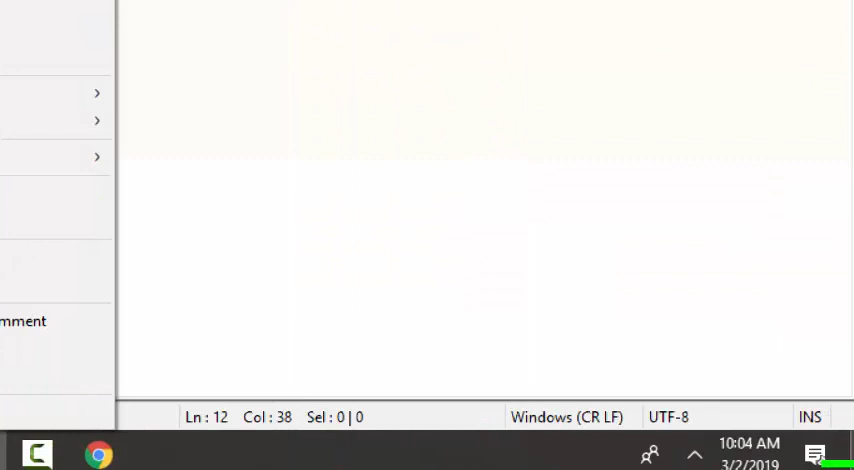 mment
Ln : 12 Col : 38 Sel : 0 | 0 Windows (CR LF) UTF-8 INS
10:04 AM
3/2/2019